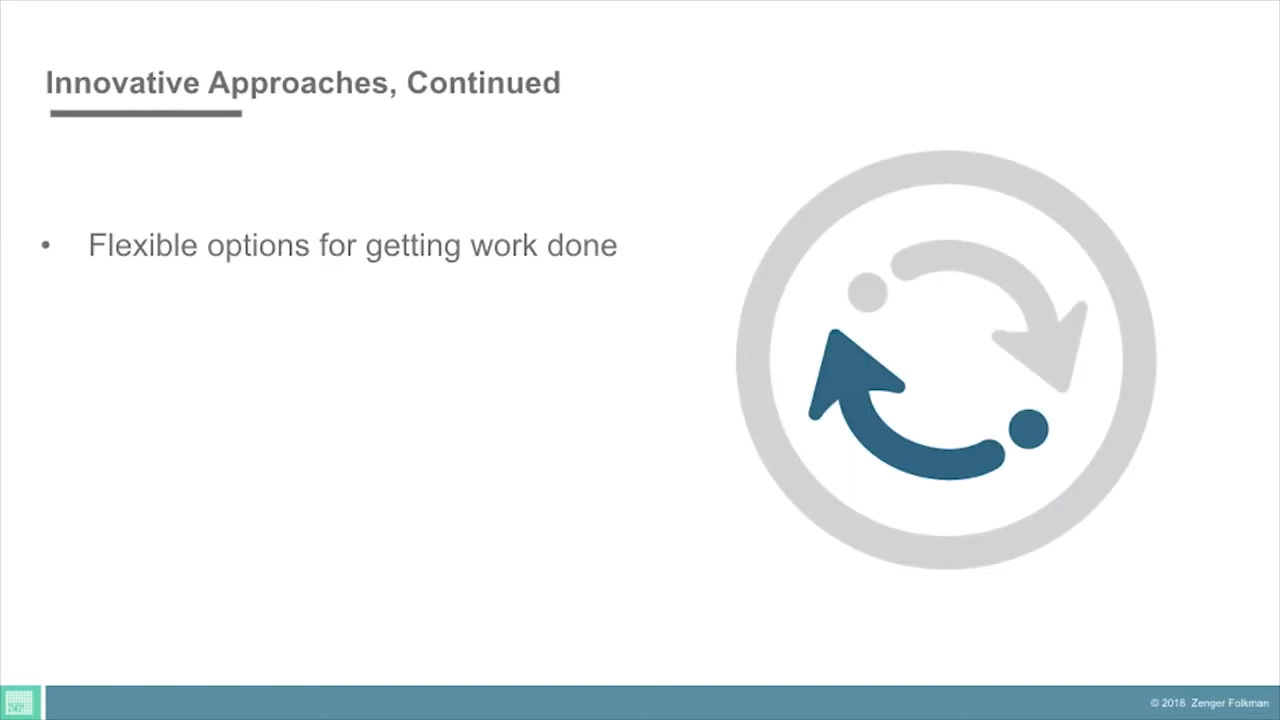 Innovative Approaches, Continued
• Flexible options for getting work done
© 2018 Zenger Folkman